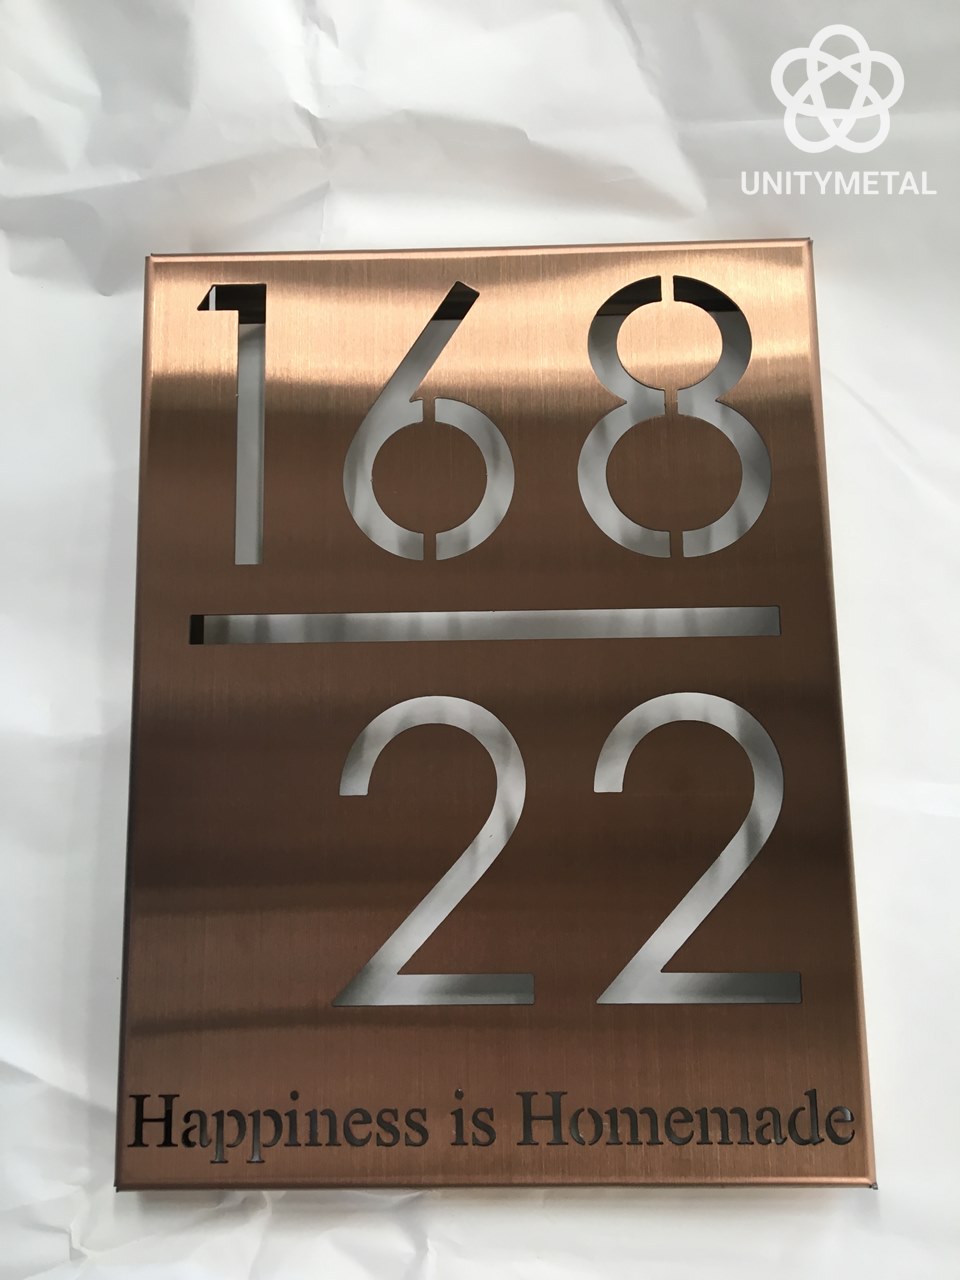 UNITYMETAL
168
22
Happiness is Homemade